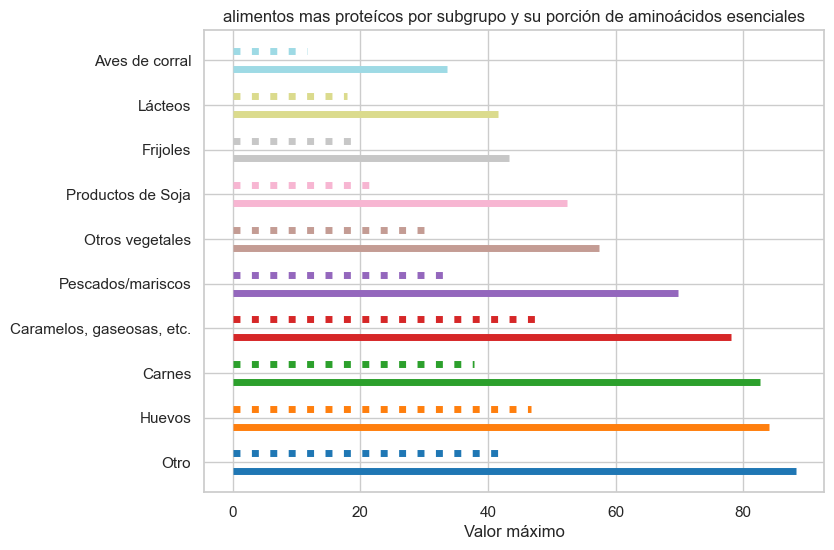 alimentos mas proteícos por subgrupo y su porción de aminoácidos esenciales
Aves de corral
Lácteos
Frijoles
Productos de Soja
Otros vegetales
Pescados/mariscos
Caramelos, gaseosas, etc.
Carnes
Huevos
Otro
0 20 40 60 80
Valor máximo